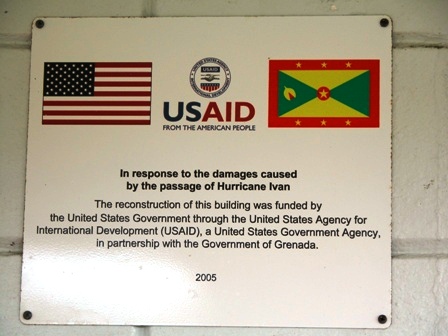 USAID
FROM THE AMERICAN PEOPLE
In response to the damages caused
by the passage of Hurricane Ivan
The reconstruction of this building was funded by
the United States Government through the United States Agency for
International Development (USAID), a United States Government Agency,
in partnership with the Government of Grenada.
2005